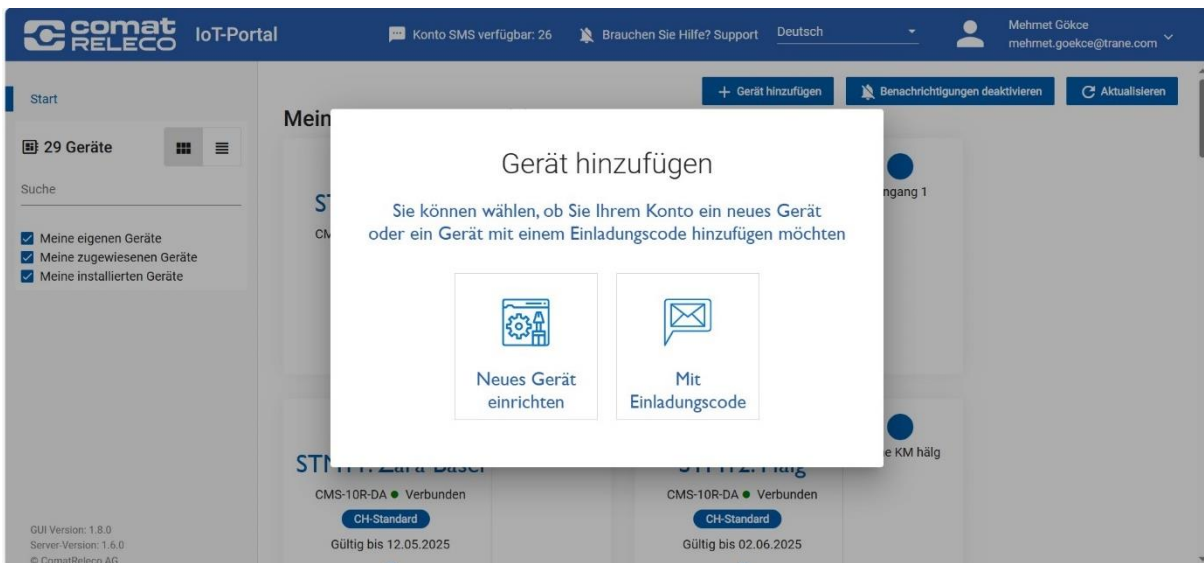 comat
RELECO
IoT-Portal
Konto SMS verfügbar: 26
Brauchen Sie Hilfe? Support
Deutsch
Mehmet Gökce
mehmet.goekce@trane.com
Start
29 Geräte
Suche
Meine eigenen Geräte
Meine zugewiesenen Geräte
Meine installierten Geräte
GUI Version: 1.8.0
Server-Version: 1.6.0
© ComatReleco AG
Gerät hinzufügen
Benachrichtigungen deaktivieren
Aktualisieren
Mein
Gerät hinzufügen
Sie können wählen, ob Sie Ihrem Konto ein neues Gerät
oder ein Gerät mit einem Einladungscode hinzufügen möchten
Neues Gerät
einrichten
Mit
Einladungscode
ngang 1
CMS-10R-DA Verbunden
CH-Standard
Gültig bis 12.05.2025
e KM hälg
CMS-10R-DA Verbunden
CH-Standard
Gültig bis 02.06.2025